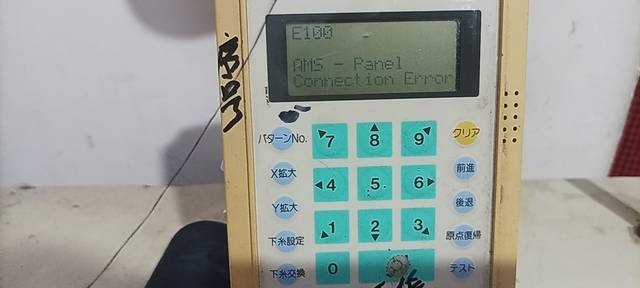 E100
AMS - Panel
Connection Error
序号
パターンNo.
7
8
9
クリア
X拡大
4
5
6
前進
Y拡大
1
2
3
後退
下糸設定
原点復帰
下糸交換
0
テスト